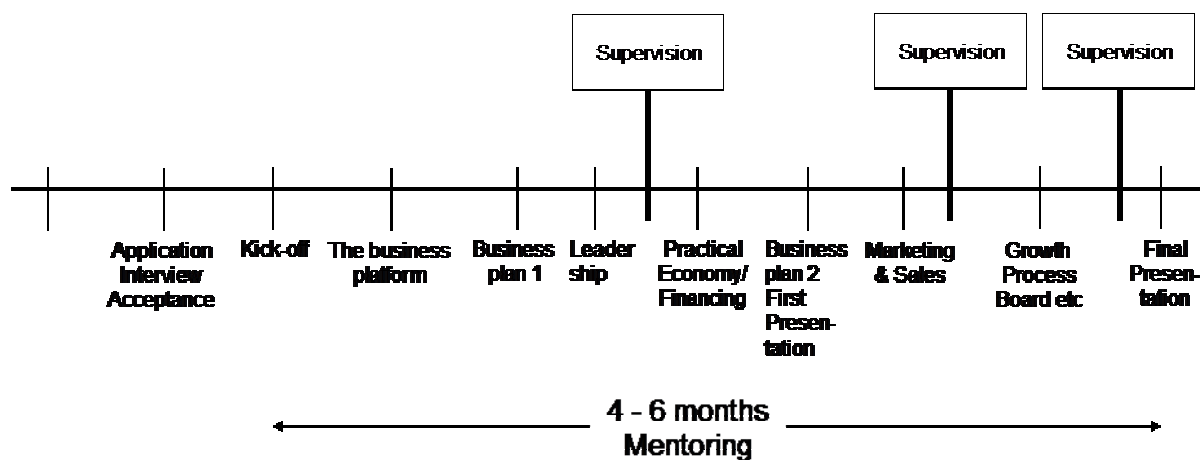 Supervision
Supervision
Supervision
Application
Interview
Acceptance
Kick-off
The business
platform
Business
plan 1
Leader
ship
Practical
Economy/
Financing
Business
plan 2
First
Presen-
tation
Marketing
& Sales
Growth
Process
Board etc
Final
Presen-
tation
4 - 6 months
Mentoring